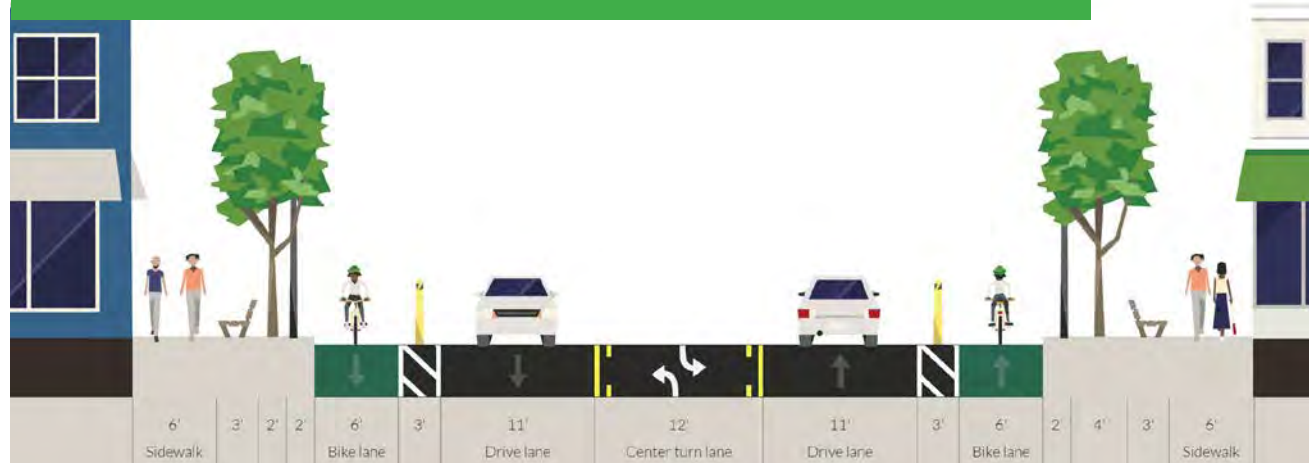 6' 3' 2' 2' 6' 3' 11' 12' 11' 3' 6' 2' 4' 3' 6'
Sidewalk Bike lane Drive lane Center turn lane Drive lane Bike lane Sidewalk